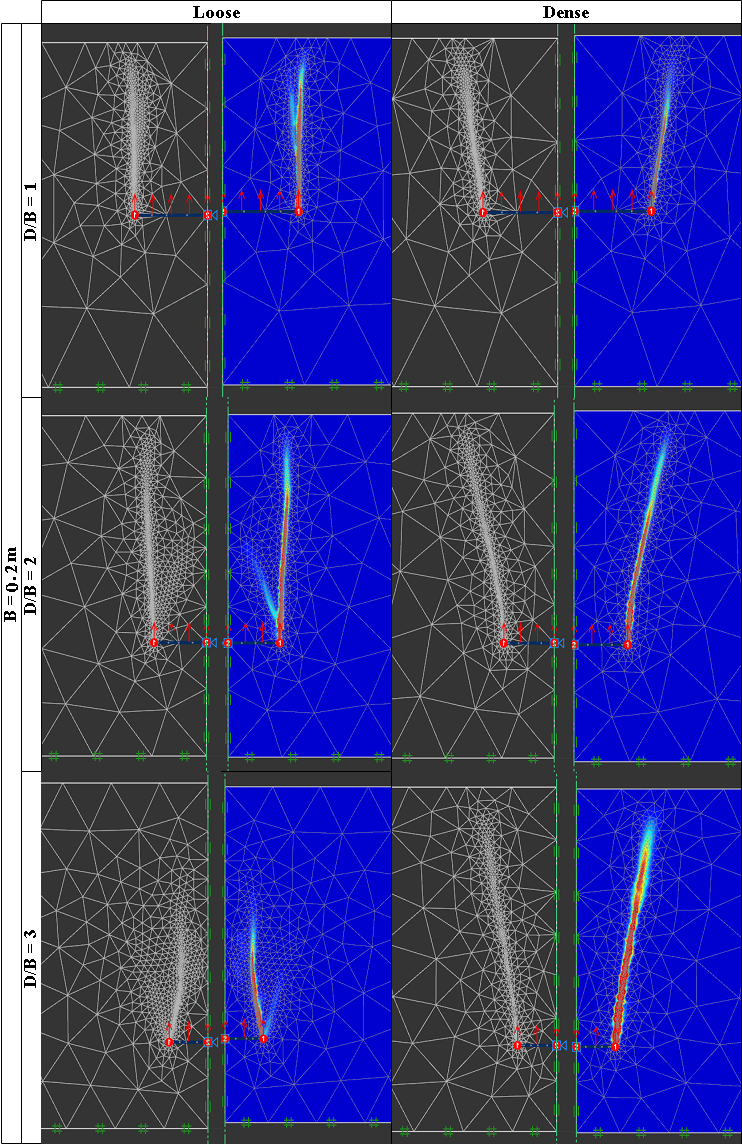 Loose
Dense
B = 0.2 m
D/B = 1
D/B = 2
D/B = 3